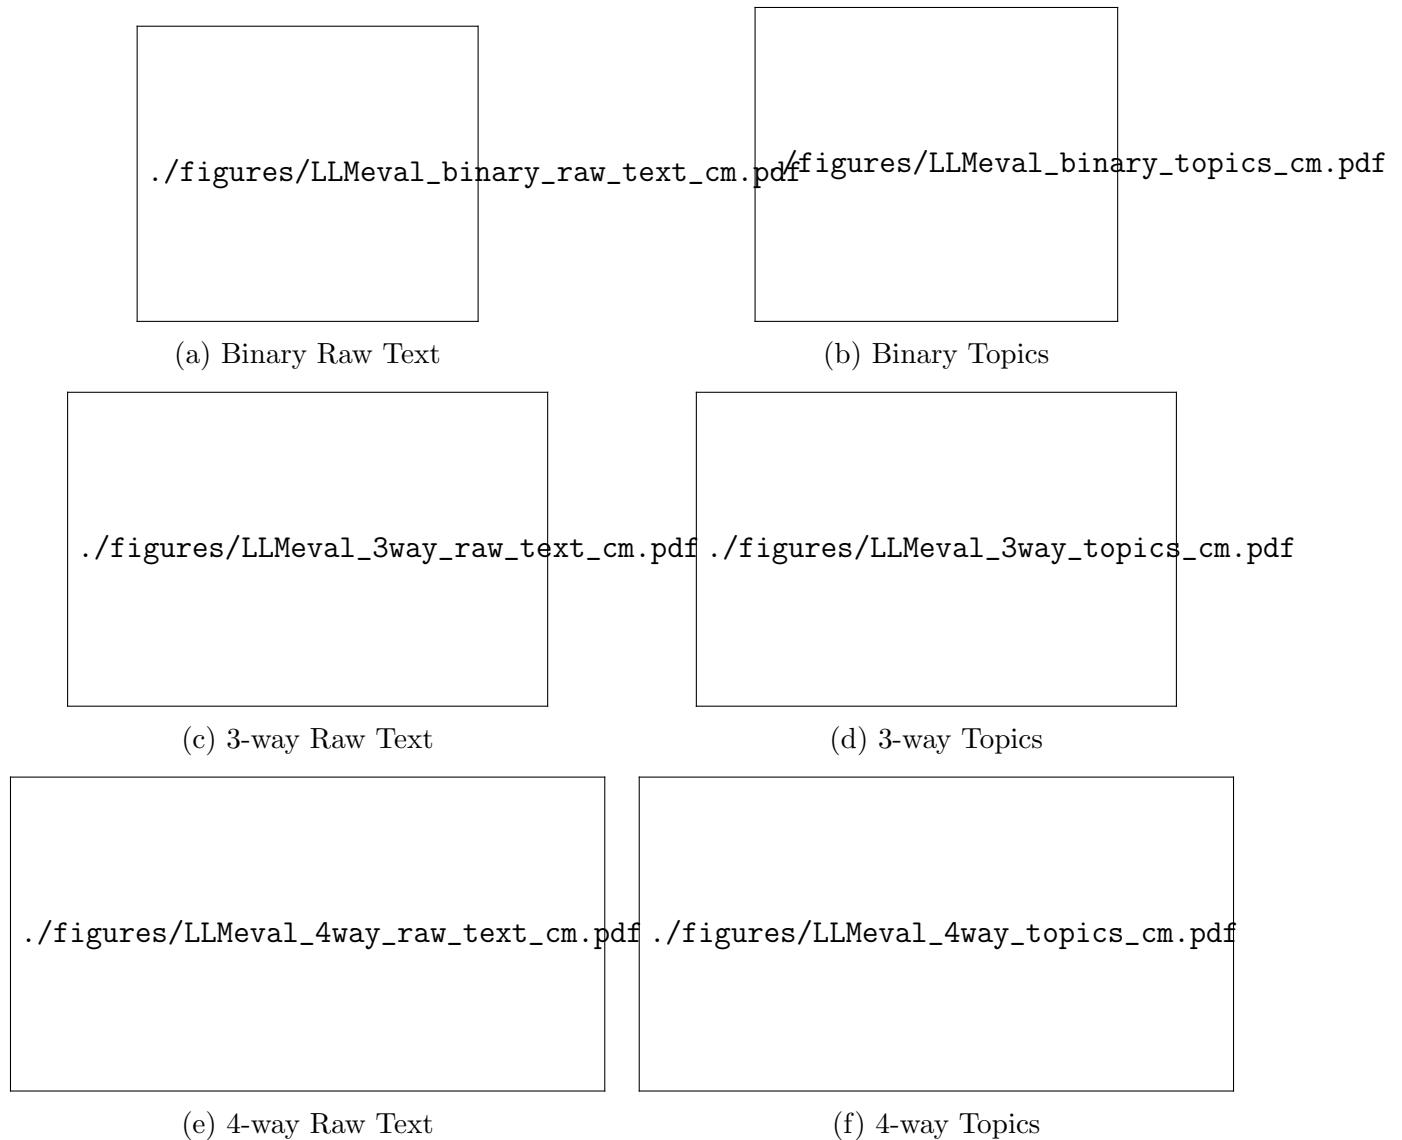 ./figures/LLMeval_binary_raw_text_cm.pdf
./figures/LLMeval_binary_topics_cm.pdf
(a) Binary Raw Text
(b) Binary Topics
./figures/LLMeval_3way_raw_text_cm.pdf
./figures/LLMeval_3way_topics_cm.pdf
(c) 3-way Raw Text
(d) 3-way Topics
./figures/LLMeval_4way_raw_text_cm.pdf
./figures/LLMeval_4way_topics_cm.pdf
(e) 4-way Raw Text
(f) 4-way Topics